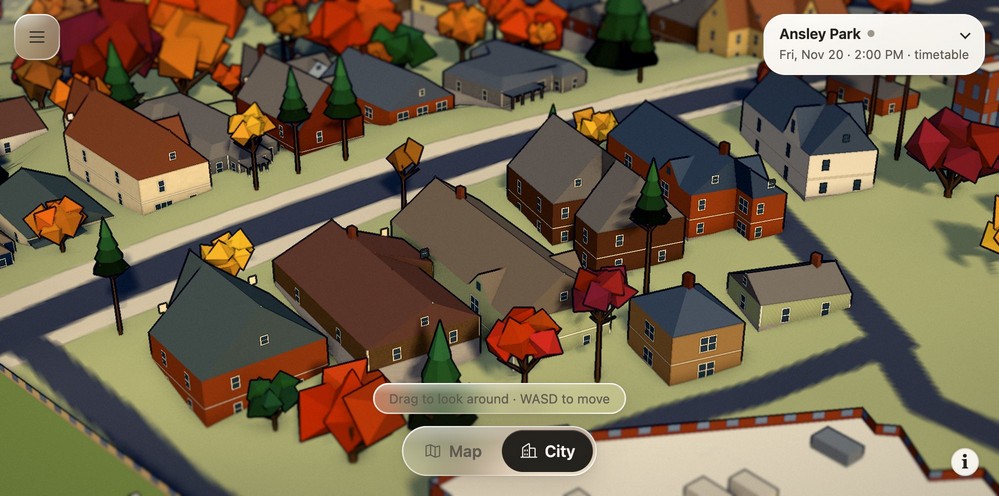 Ansley Park
Fri, Nov 20 · 2:00 PM · timetable
Drag to look around · WASD to move
Map
City
i